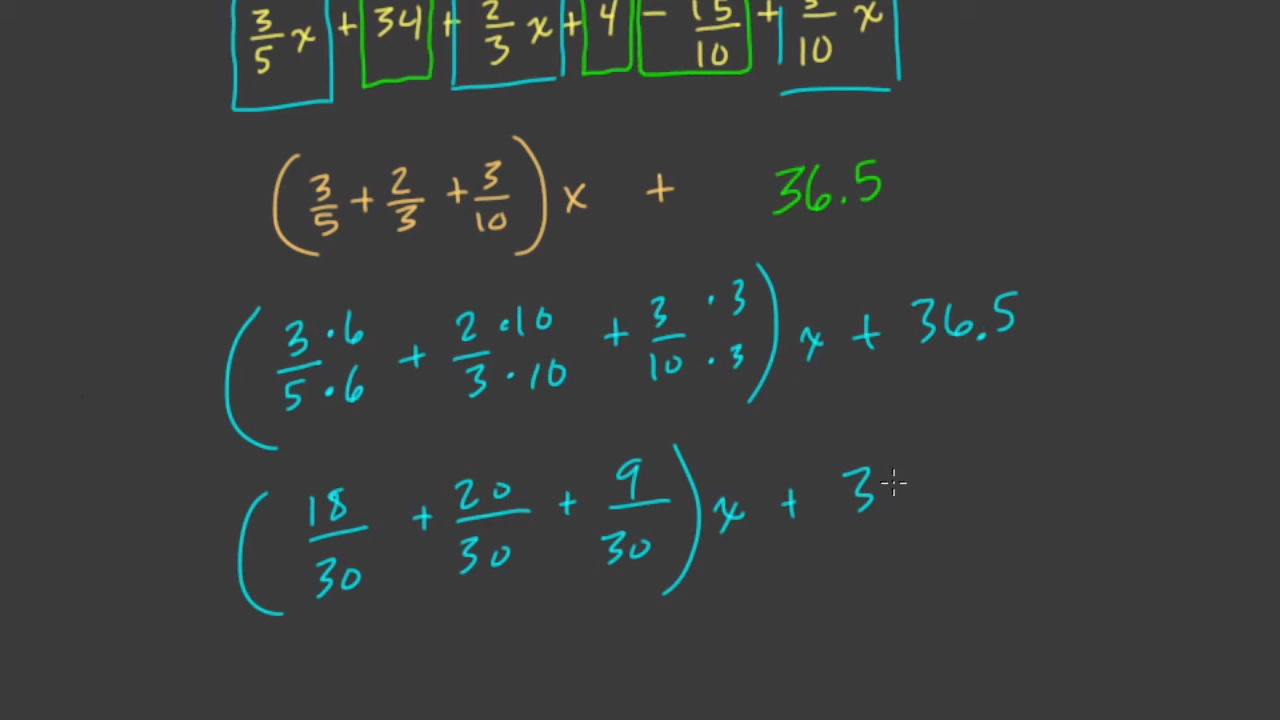 3/5 x + 34 + 2/3 x + 4 - 15/10 + 3/10 x
(3/5 + 2/3 + 3/10) x + 36.5
(3·6/5·6 + 2·10/3·10 + 3·3/10·3) x + 36.5
(18/30 + 20/30 + 9/30) x + 3